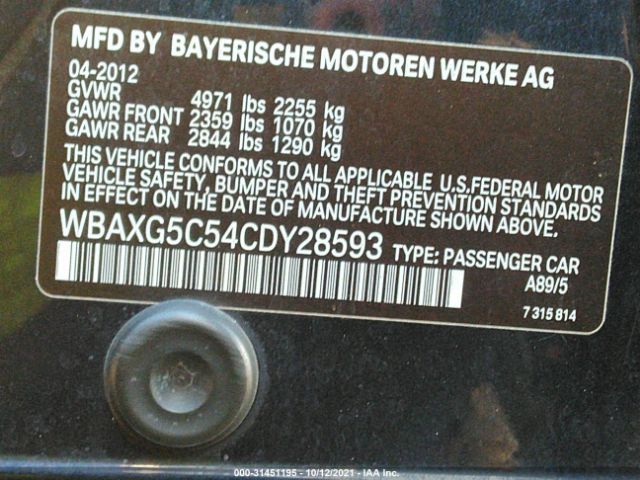 MFD BY BAYERISCHE MOTOREN WERKE AG
04-2012
GVWR 4971 lbs 2255 kg
GAWR FRONT 2359 lbs 1070 kg
GAWR REAR 2844 lbs 1290 kg
THIS VEHICLE CONFORMS TO ALL APPLICABLE U.S.FEDERAL MOTOR
VEHICLE SAFETY, BUMPER AND THEFT PREVENTION STANDARDS
IN EFFECT ON THE DATE OF MANUFACTURE SHOWN ABOVE.
WBAXG5C54CDY28593 TYPE: PASSENGER CAR
A89/5
7 315 814
000-31451195 - 10/12/2021 - IAA Inc.